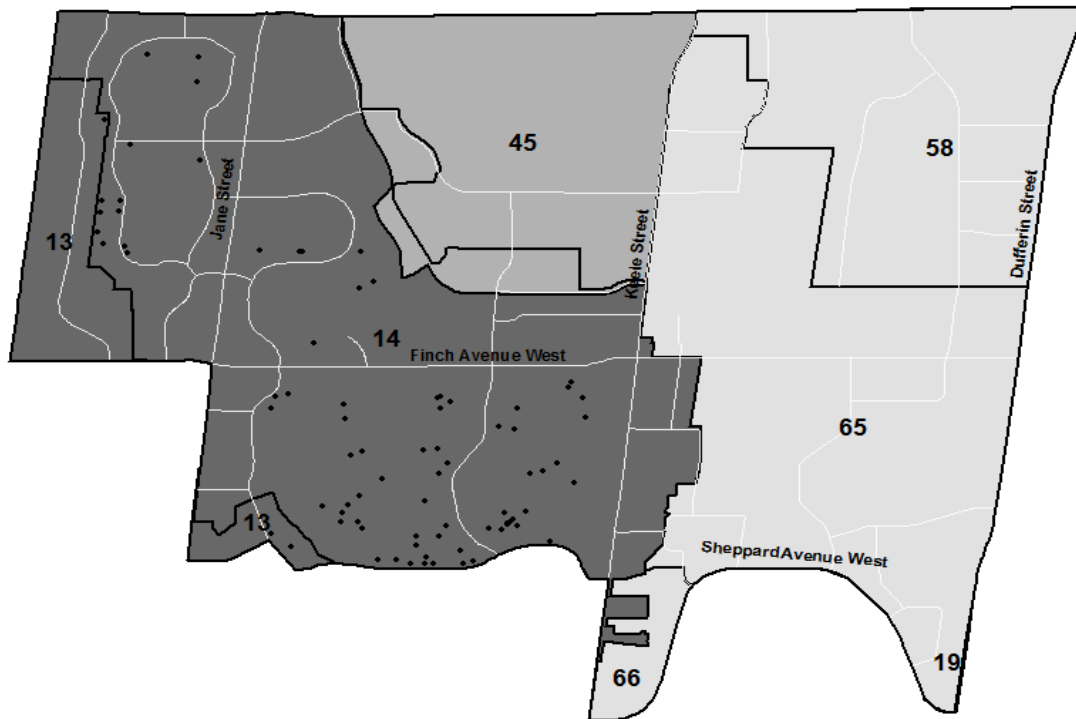 45
58
Jane Street
Dufferin Street
13
Keele Street
14
Finch Avenue West
65
13
Sheppard Avenue West
66
19